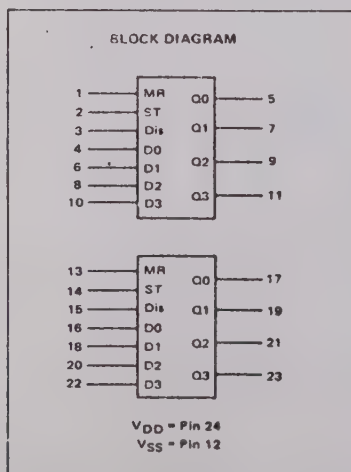 BLOCK DIAGRAM
1 MR Q0 5
2 ST
3 Dis Q1 7
4 D0
6 D1 Q2 9
8 D2
10 D3 Q3 11
13 MR Q0 17
14 ST
15 Dis Q1 19
16 D0
18 D1 Q2 21
20 D2
22 D3 Q3 23
VDD = Pin 24
VSS = Pin 12